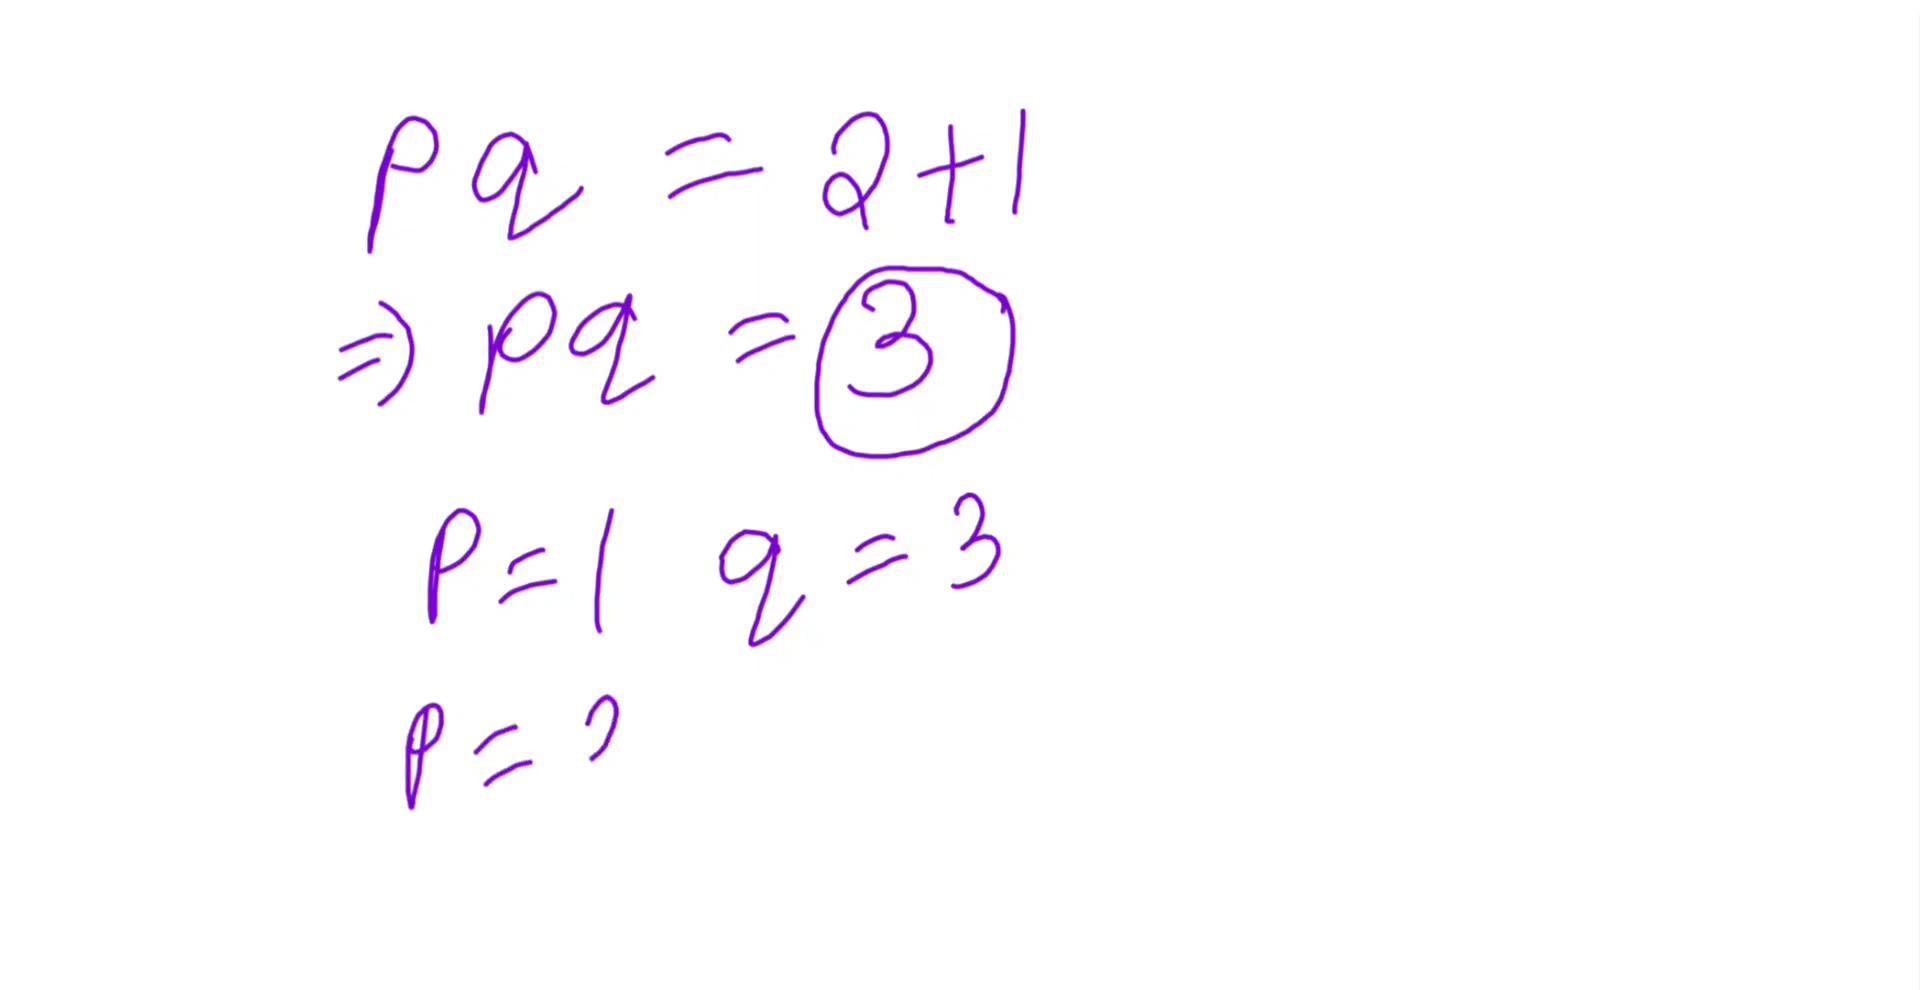 pq = 2+1
⇒ pq = 3
P=1 q = 3
P = ?